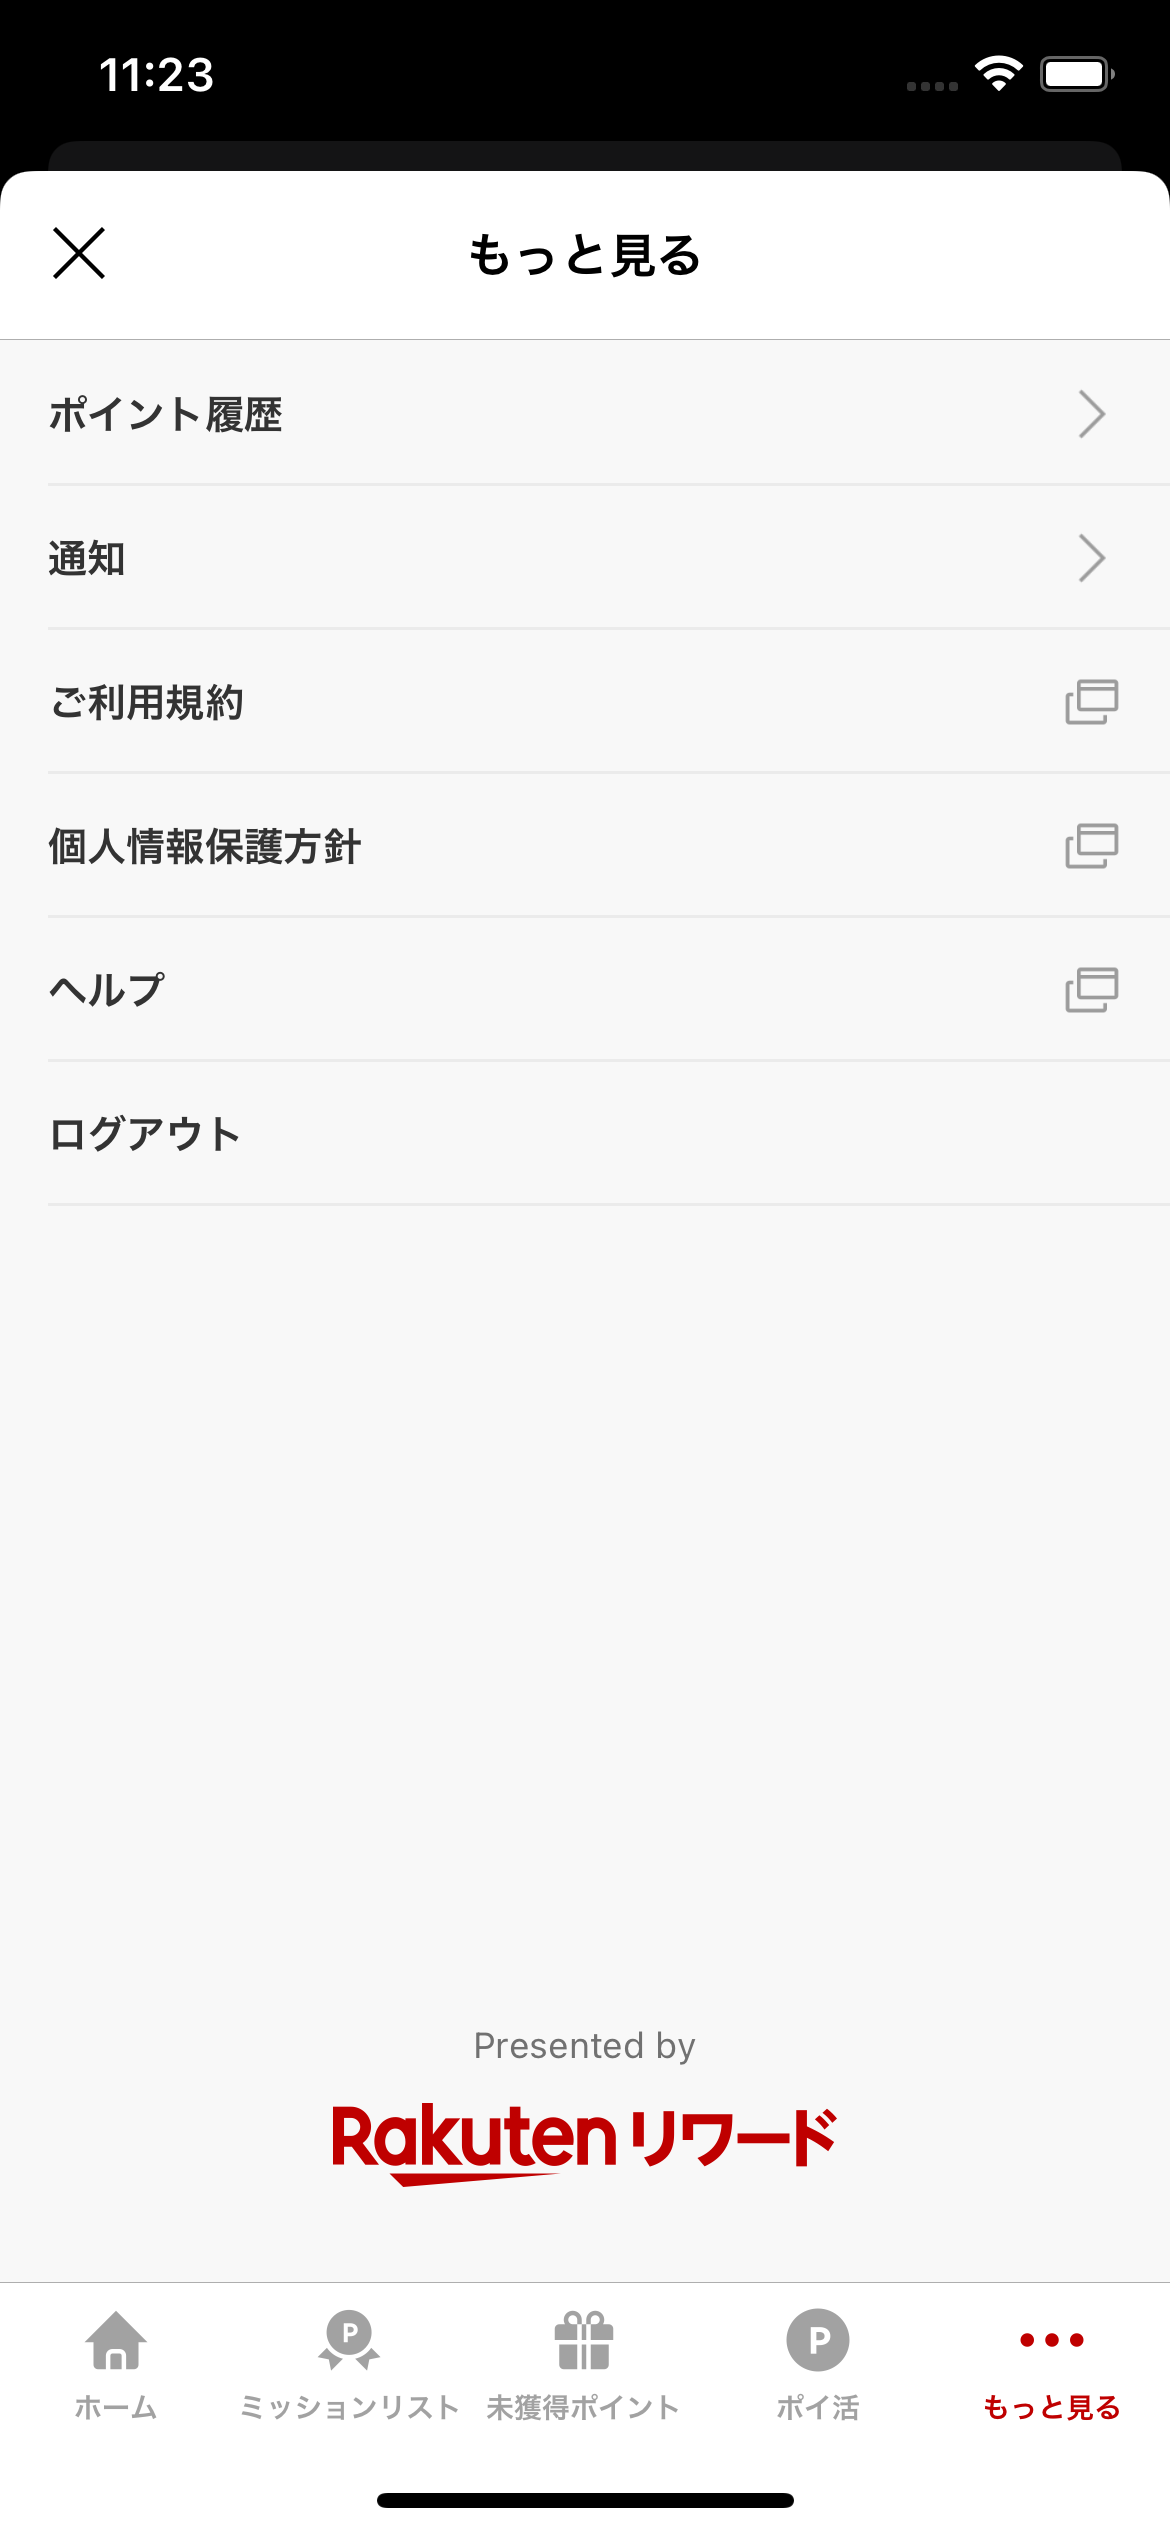 11:23
もっと見る
ポイント履歴
通知
ご利用規約
個人情報保護方針
ヘルプ
ログアウト
Presented by
Rakuten リワード
P
P
ホーム
ミッションリスト
未獲得ポイント
ポイ活
もっと見る